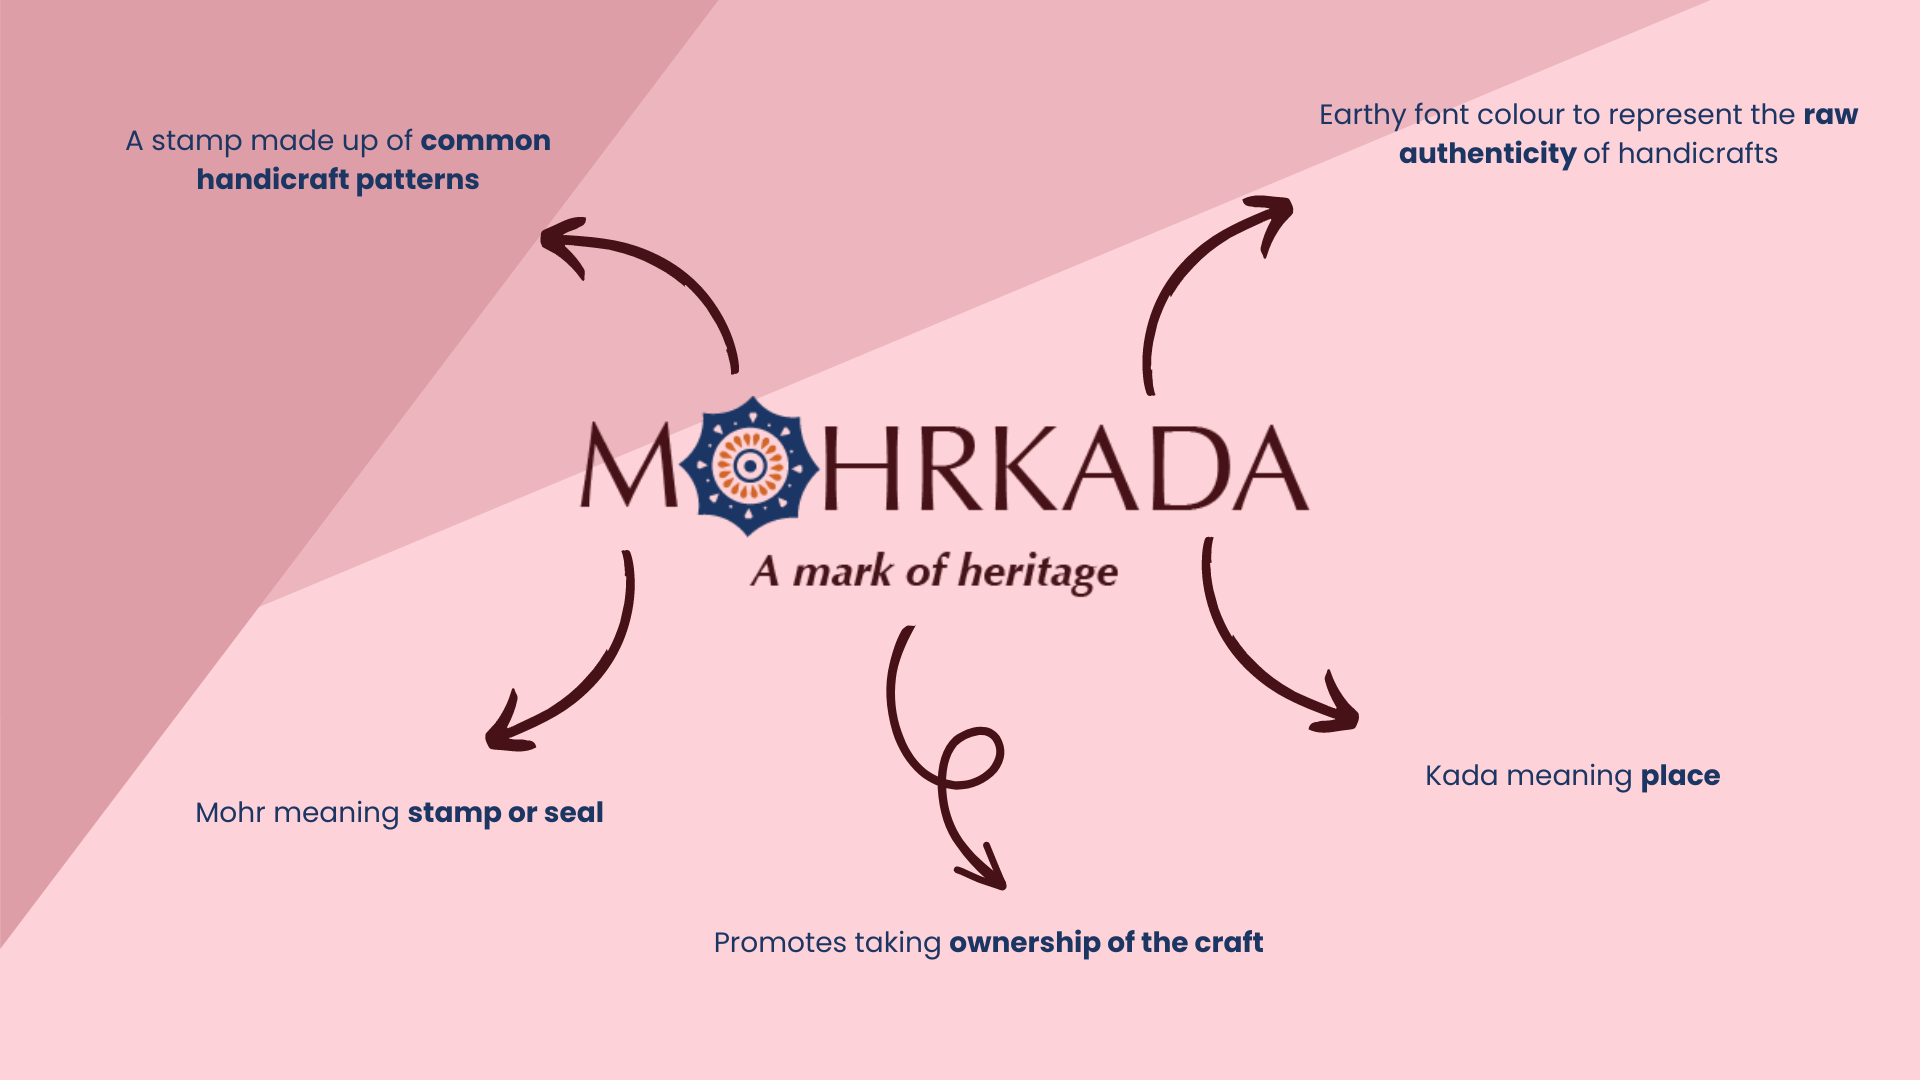 A stamp made up of common
handicraft patterns
Earthy font colour to represent the raw
authenticity of handicrafts
MOHRKADA
A mark of heritage
Mohr meaning stamp or seal
Kada meaning place
Promotes taking ownership of the craft